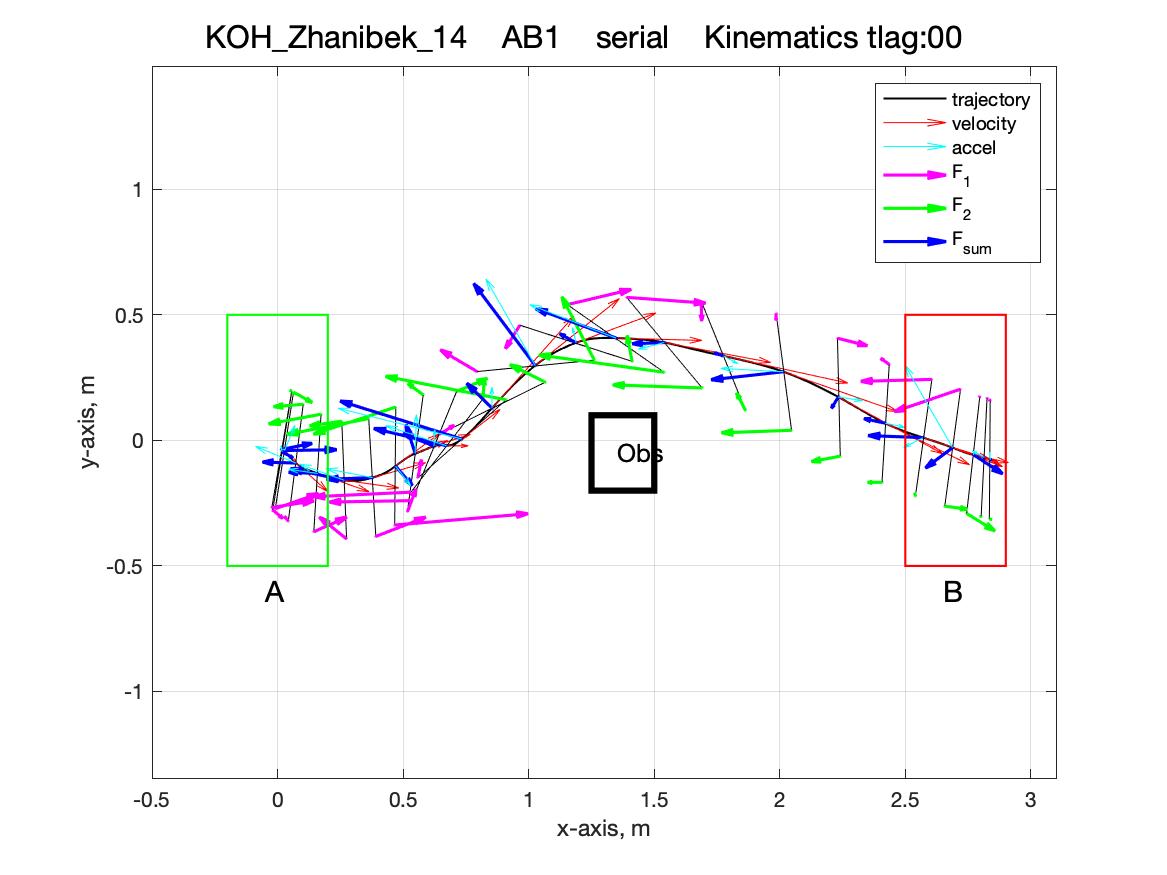 KOH_Zhanibek_14 AB1 serial Kinematics tlag:00
trajectory
velocity
accel
F1
F2
Fsum
1
0.5
0
-0.5
-1
y-axis, m
Obs
A
B
-0.5 0 0.5 1 1.5 2 2.5 3
x-axis, m